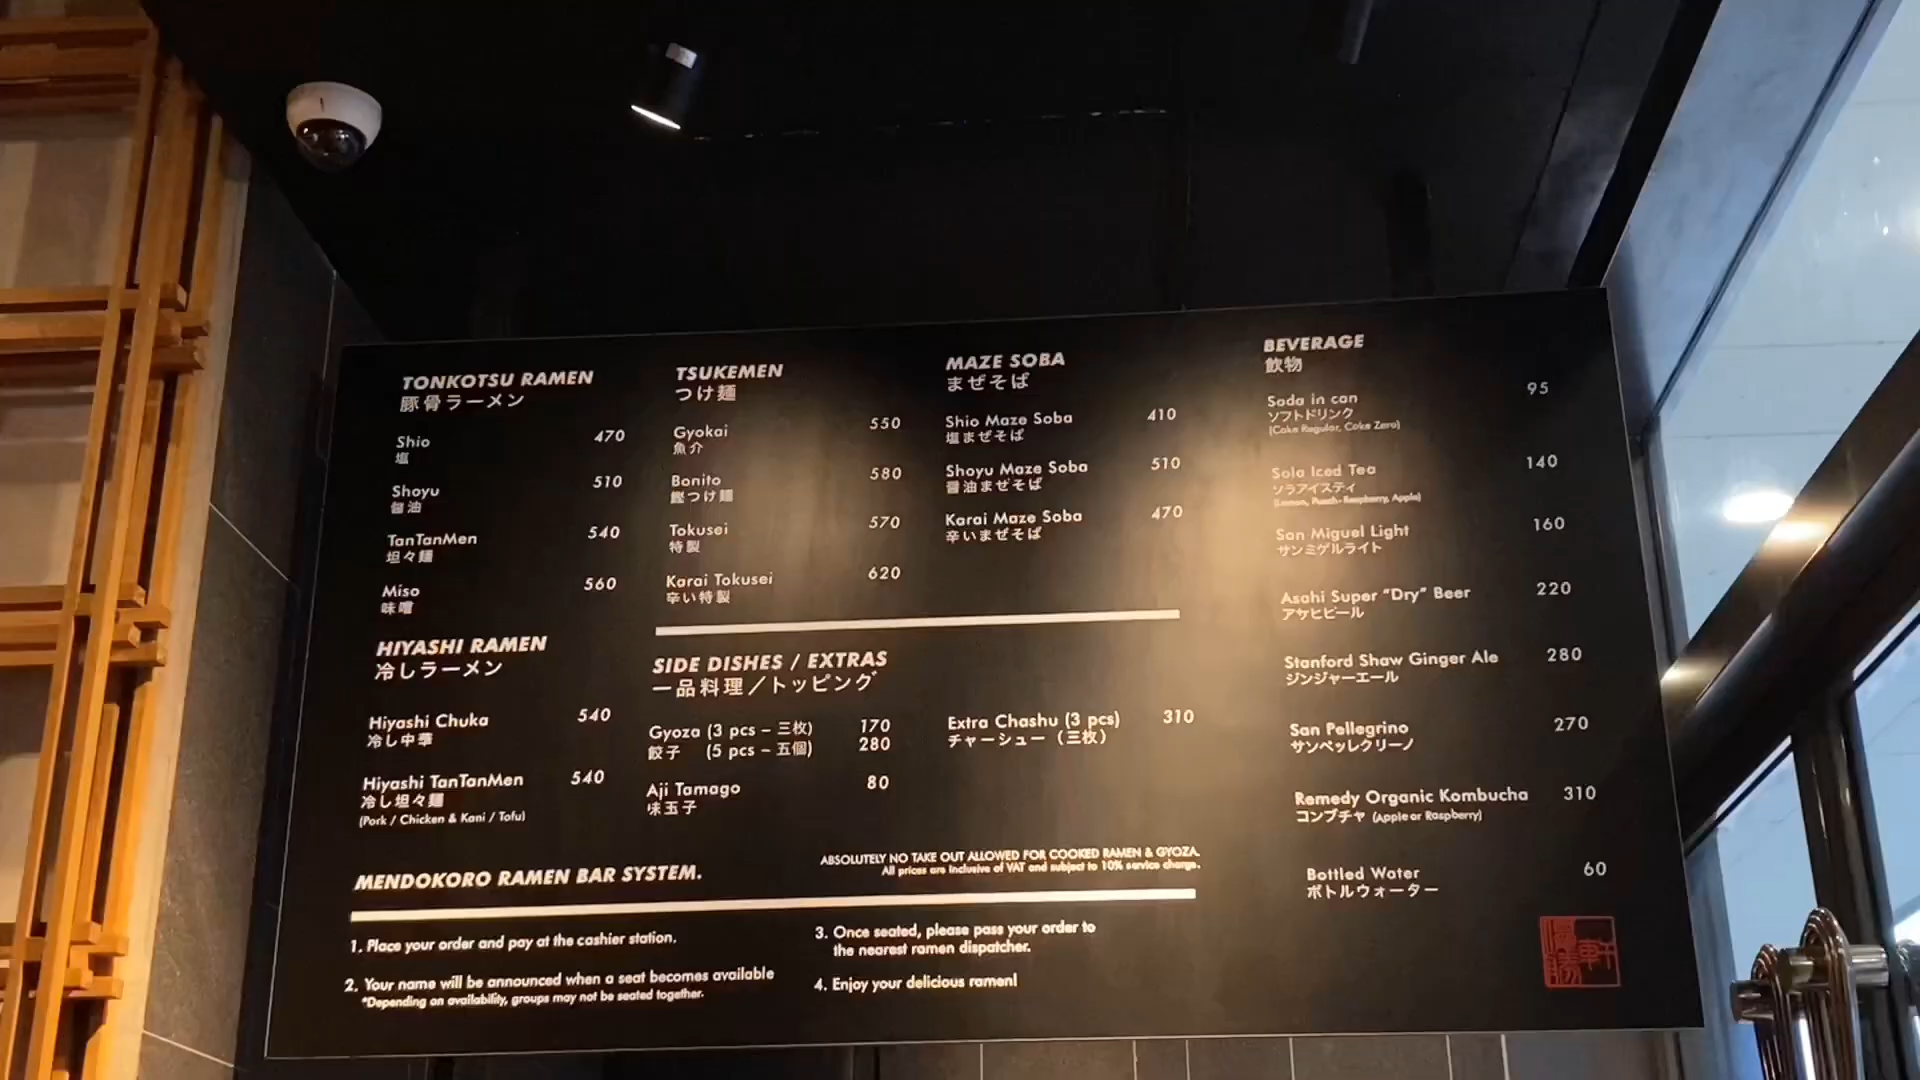 TONKOTSU RAMEN
豚骨ラーメン
Shio 470
塩
Shoyu 510
醤油
TanTanMen 540
坦々麺
Miso 560
味噌
HIYASHI RAMEN
冷しラーメン
Hiyashi Chuka 540
冷し中華
Hiyashi TanTanMen 540
冷し坦々麺
(Pork / Chicken & Kani / Tofu)
TSUKEMEN
つけ麺
Gyokai 550
魚介
Bonito 580
鰹つけ麺
Tokusei 570
特製
Karai Tokusei 620
辛い特製
MAZE SOBA
まぜそば
Shio Maze Soba 410
塩まぜそば
Shoyu Maze Soba 510
醤油まぜそば
Karai Maze Soba 470
辛いまぜそば
SIDE DISHES / EXTRAS
一品料理／トッピング
Gyoza (3 pcs – 三枚) 170
餃子 (5 pcs – 五個) 280
Aji Tamago 80
味玉子
Extra Chashu (3 pcs) 310
チャーシュー（三枚）
BEVERAGE
飲物
Soda in can 95
ソフトドリンク
(Coke Regular, Coke Zero)
Sola Iced Tea 140
ソラアイスティ
(Lemon, Peach-Raspberry, Apple)
San Miguel Light 160
サンミゲルライト
Asahi Super “Dry” Beer 220
アサヒビール
Stanford Shaw Ginger Ale 280
ジンジャーエール
San Pellegrino 270
サンペッレクリーノ
Remedy Organic Kombucha 310
コンブチャ (Apple or Raspberry)
Bottled Water 60
ボトルウォーター
ABSOLUTELY NO TAKE OUT ALLOWED FOR COOKED RAMEN & GYOZA.
All prices are inclusive of VAT and subject to 10% service charge.
MENDOKORO RAMEN BAR SYSTEM.
1. Place your order and pay at the cashier station.
2. Your name will be announced when a seat becomes available
*Depending on availability, groups may not be seated together.
3. Once seated, please pass your order to
the nearest ramen dispatcher.
4. Enjoy your delicious ramen!